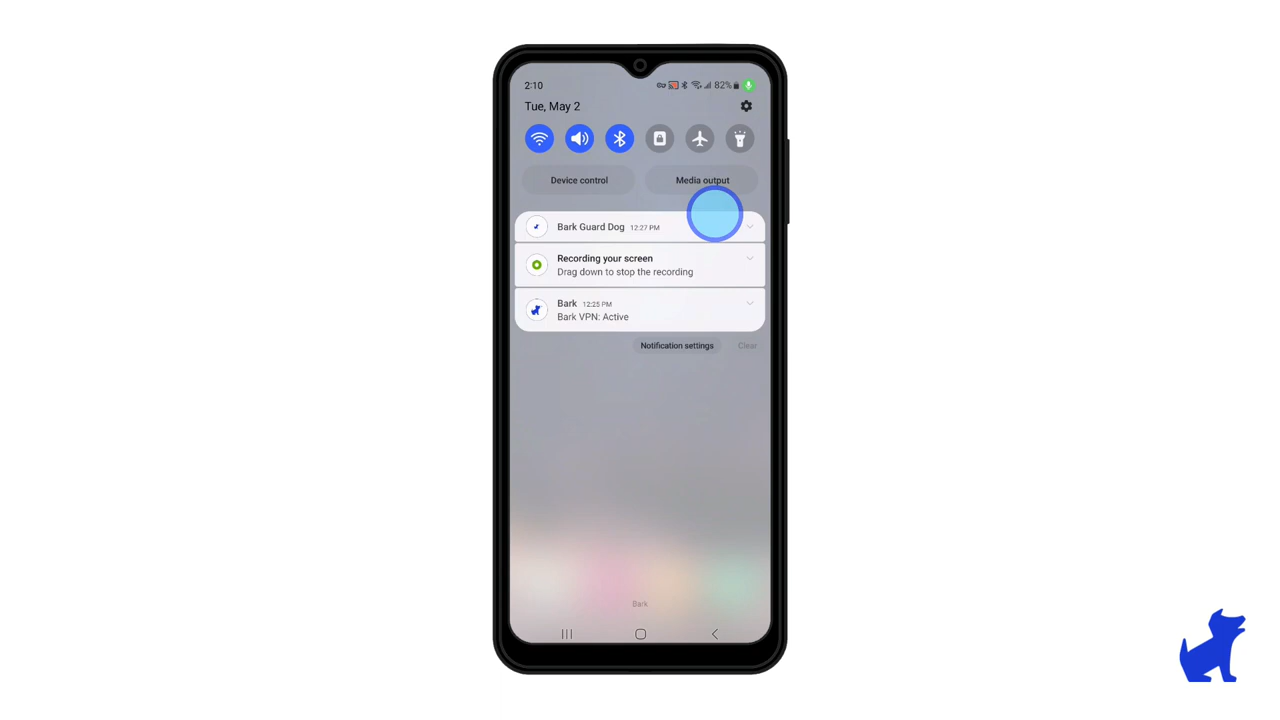 2:10
82%
Tue, May 2
Device control
Media output
Bark Guard Dog 12:27 PM
Recording your screen
Drag down to stop the recording
Bark 12:25 PM
Bark VPN: Active
Notification settings
Clear
Bark